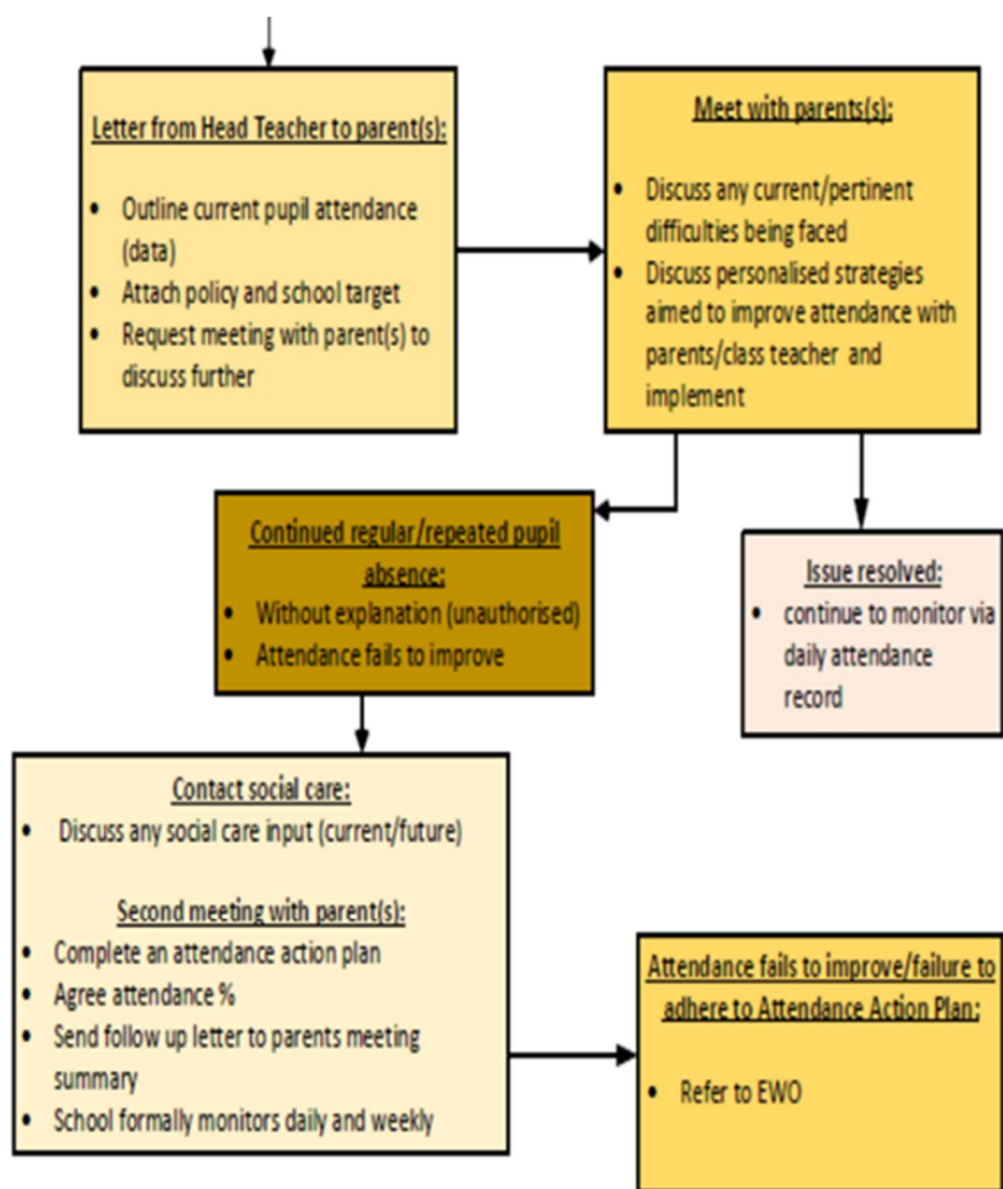 Letter from Head Teacher to parent(s):
• Outline current pupil attendance
(data)
• Attach policy and school target
• Request meeting with parent(s) to
discuss further
Meet with parents(s):
• Discuss any current/pertinent
difficulties being faced
• Discuss personalised strategies
aimed to improve attendance with
parents/class teacher and
implement
Continued regular/repeated pupil
absence:
• Without explanation (unauthorised)
• Attendance fails to improve
Issue resolved:
• continue to monitor via
daily attendance
record
Contact social care:
• Discuss any social care input (current/future)
Second meeting with parent(s):
• Complete an attendance action plan
• Agree attendance %
• Send follow up letter to parents meeting
summary
• School formally monitors daily and weekly
Attendance fails to improve/failure to
adhere to Attendance Action Plan:
• Refer to EWO